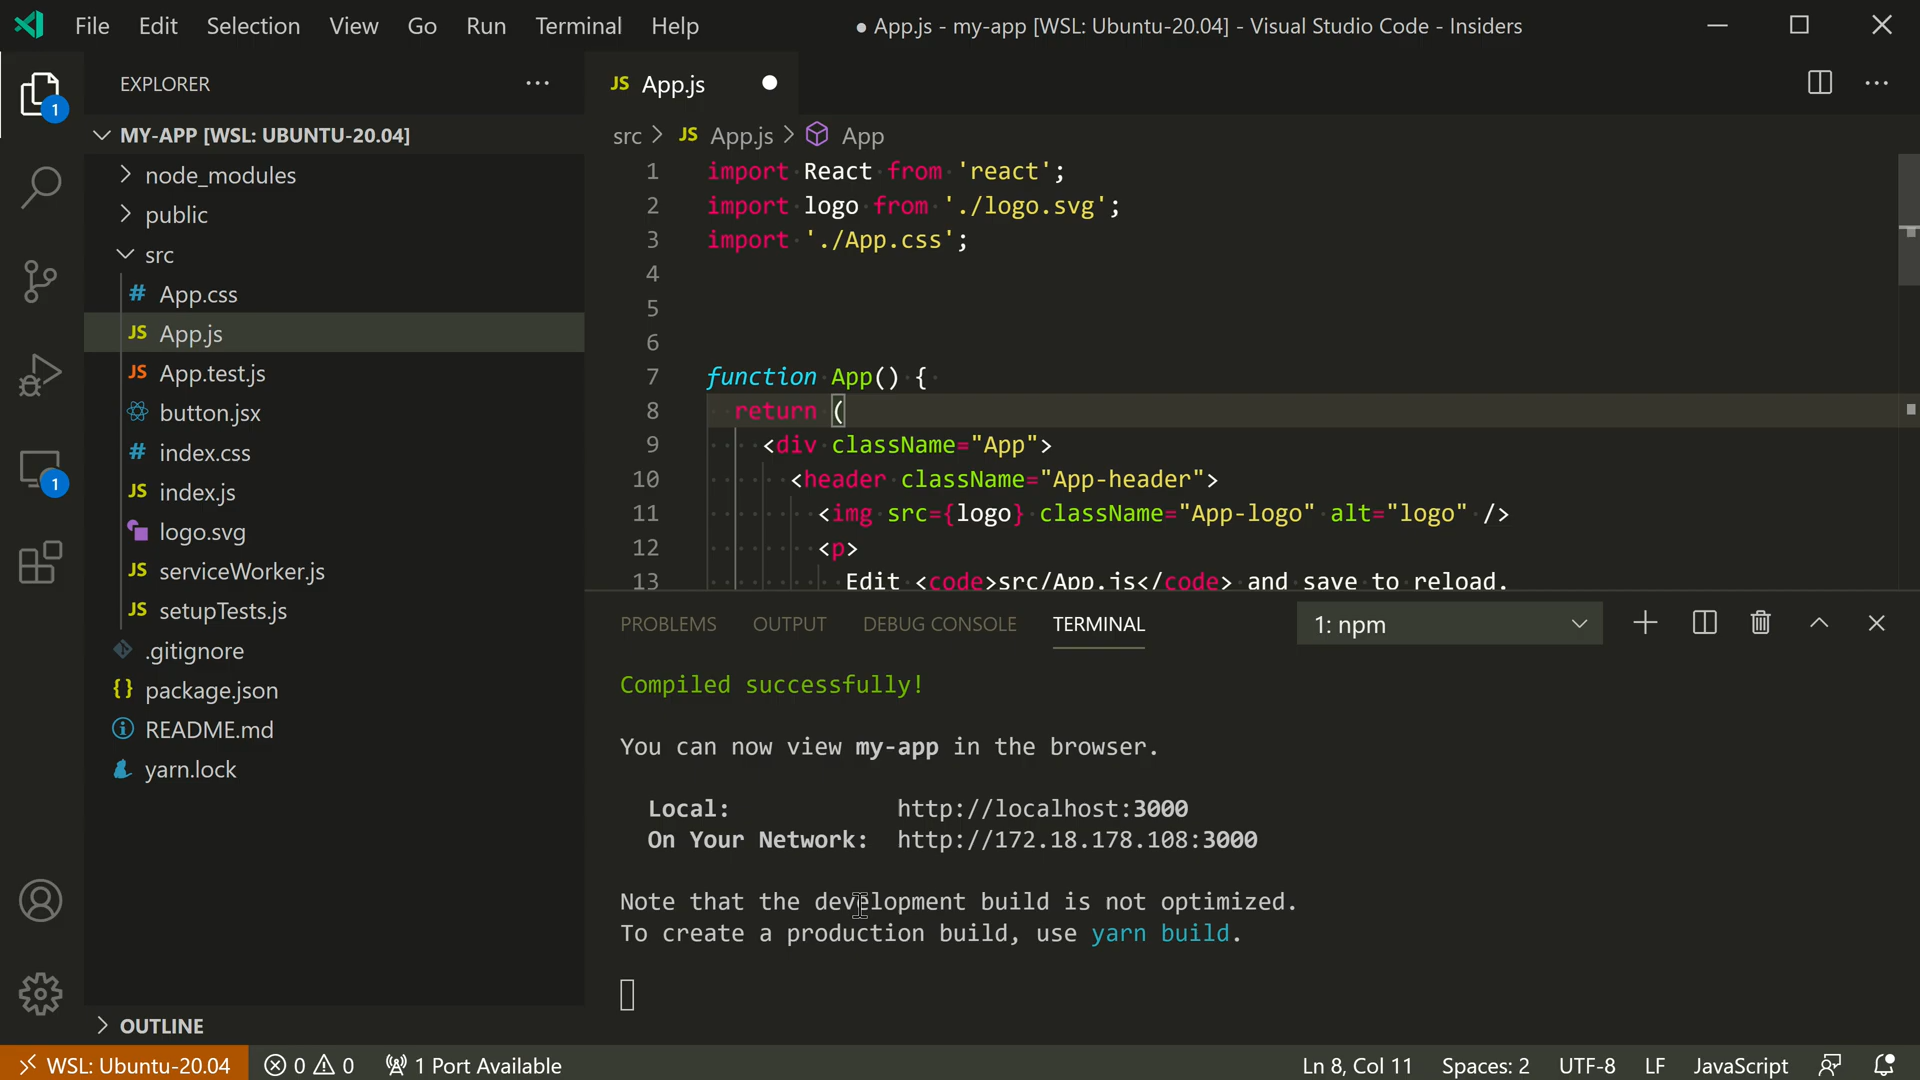 File Edit Selection View Go Run Terminal Help ● App.js - my-app [WSL: Ubuntu-20.04] - Visual Studio Code - Insiders
EXPLORER
1
MY-APP [WSL: UBUNTU-20.04]
node_modules
public
src
# App.css
JS App.js
JS App.test.js
button.jsx
# index.css
JS index.js
logo.svg
JS serviceWorker.js
JS setupTests.js
.gitignore
{} package.json
README.md
yarn.lock
1
OUTLINE
JS App.js
src > JS App.js > App
1 import React from 'react';
2 import logo from './logo.svg';
3 import './App.css';
4
5
6
7 function App() {
8 return (
9 <div className="App">
10 <header className="App-header">
11 <img src={logo} className="App-logo" alt="logo" />
12 <p>
13 Edit <code>src/App.js</code> and save to reload.
PROBLEMS OUTPUT DEBUG CONSOLE TERMINAL 1: npm
Compiled successfully!
You can now view my-app in the browser.
Local: http://localhost:3000
On Your Network: http://172.18.178.108:3000
Note that the development build is not optimized.
To create a production build, use yarn build.
WSL: Ubuntu-20.04 0 0 1 Port Available Ln 8, Col 11 Spaces: 2 UTF-8 LF JavaScript